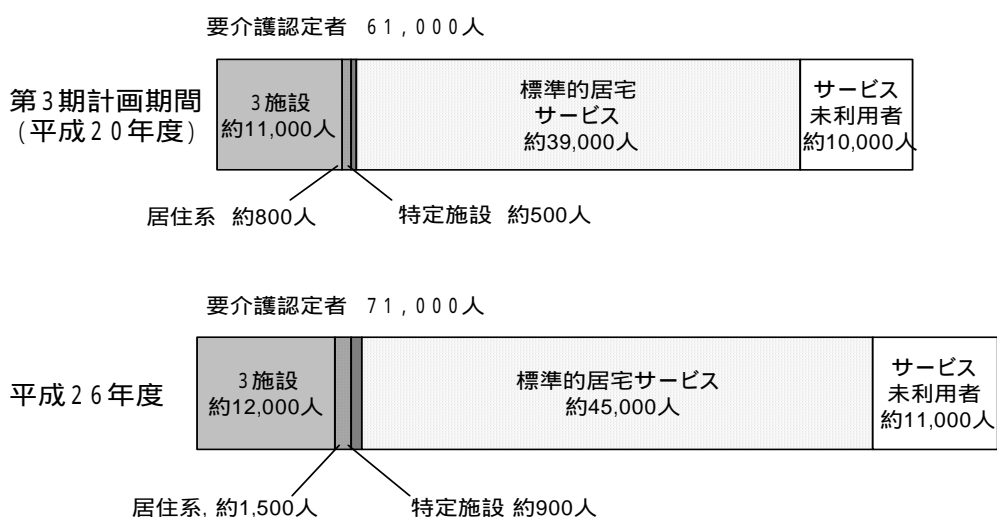 要介護認定者 61,000人
第3期計画期間
(平成20年度)
3施設
約11,000人
標準的居宅
サービス
約39,000人
サービス
未利用者
約10,000人
居住系 約800人
特定施設 約500人
要介護認定者 71,000人
平成26年度
3施設
約12,000人
標準的居宅サービス
約45,000人
サービス
未利用者
約11,000人
居住系, 約1,500人
特定施設 約900人